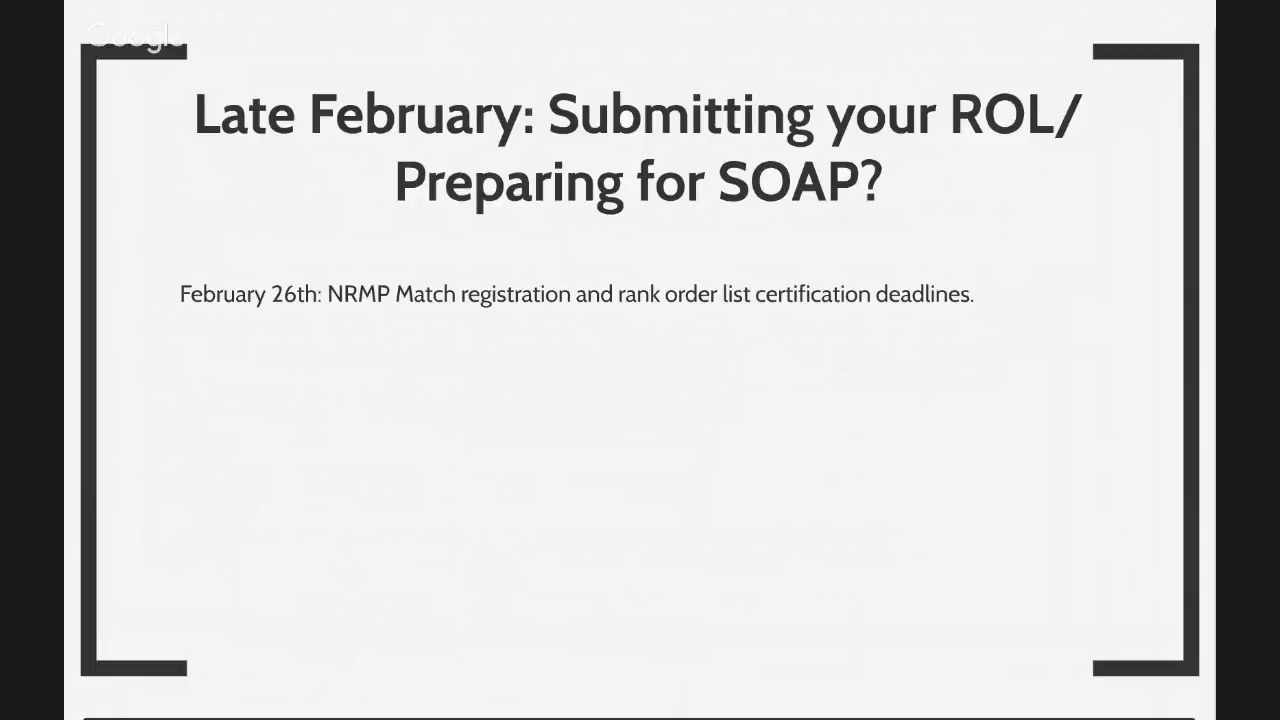 Google
Late February: Submitting your ROL/
Preparing for SOAP?
February 26th: NRMP Match registration and rank order list certification deadlines.